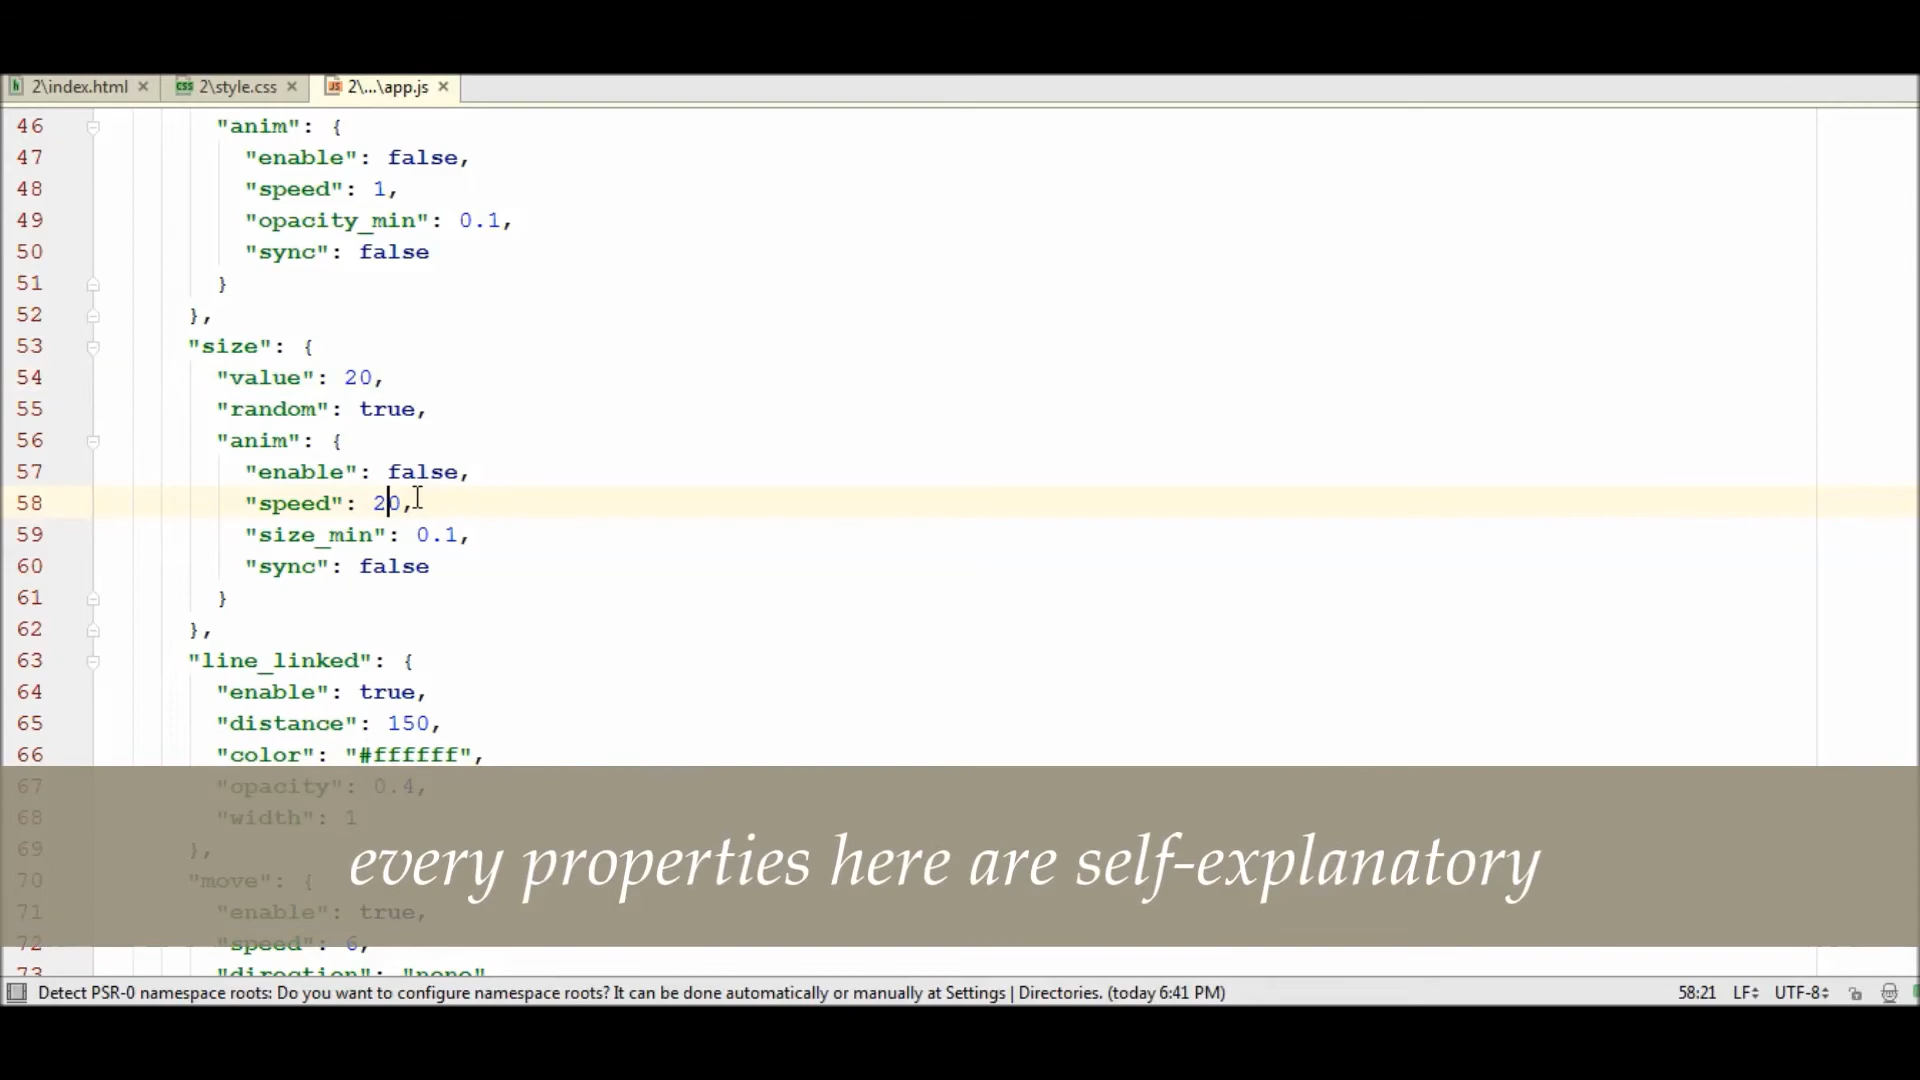 2\index.html
2\style.css
2\...\app.js
46 "anim": {
47 "enable": false,
48 "speed": 1,
49 "opacity_min": 0.1,
50 "sync": false
51 }
52 },
53 "size": {
54 "value": 20,
55 "random": true,
56 "anim": {
57 "enable": false,
58 "speed": 20,
59 "size_min": 0.1,
60 "sync": false
61 }
62 },
63 "line_linked": {
64 "enable": true,
65 "distance": 150,
66 "color": "#ffffff",
67 "opacity": 0.4,
68 "width": 1
69 },
70 "move": {
71 "enable": true,
72 "speed": 6,
73 "direction": "none"
every properties here are self-explanatory
Detect PSR-0 namespace roots: Do you want to configure namespace roots? It can be done automatically or manually at Settings | Directories. (today 6:41 PM)
58:21 LF UTF-8